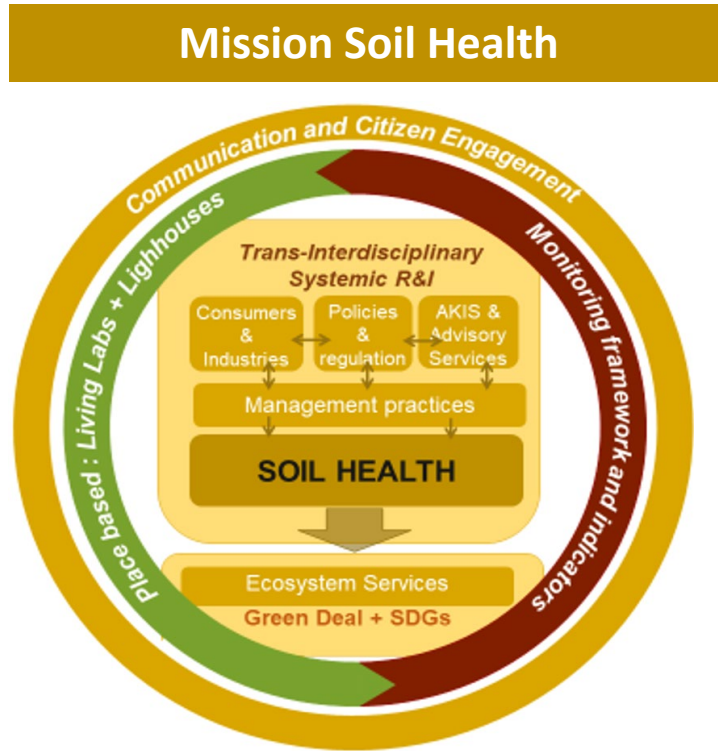 Mission Soil Health
Communication and Citizen Engagement
Place based : Living Labs + Lighhouses
Monitoring framework and indicators
Trans-Interdisciplinary
Systemic R&I
Consumers
&
Industries
Policies
&
regulation
AKIS &
Advisory
Services
Management practices
SOIL HEALTH
Ecosystem Services
Green Deal + SDGs